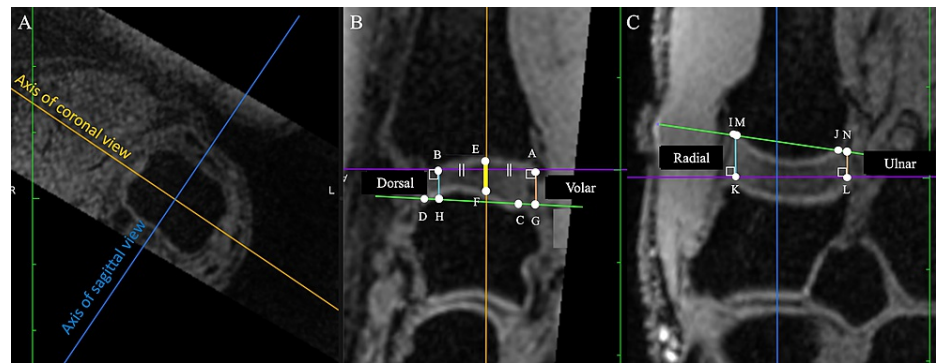 A
Axis of coronal view
Axis of sagittal view
R
L
B
E
B
A
Dorsal
Volar
F
D
H
C
G
C
I M
J N
Radial
Ulnar
K
L